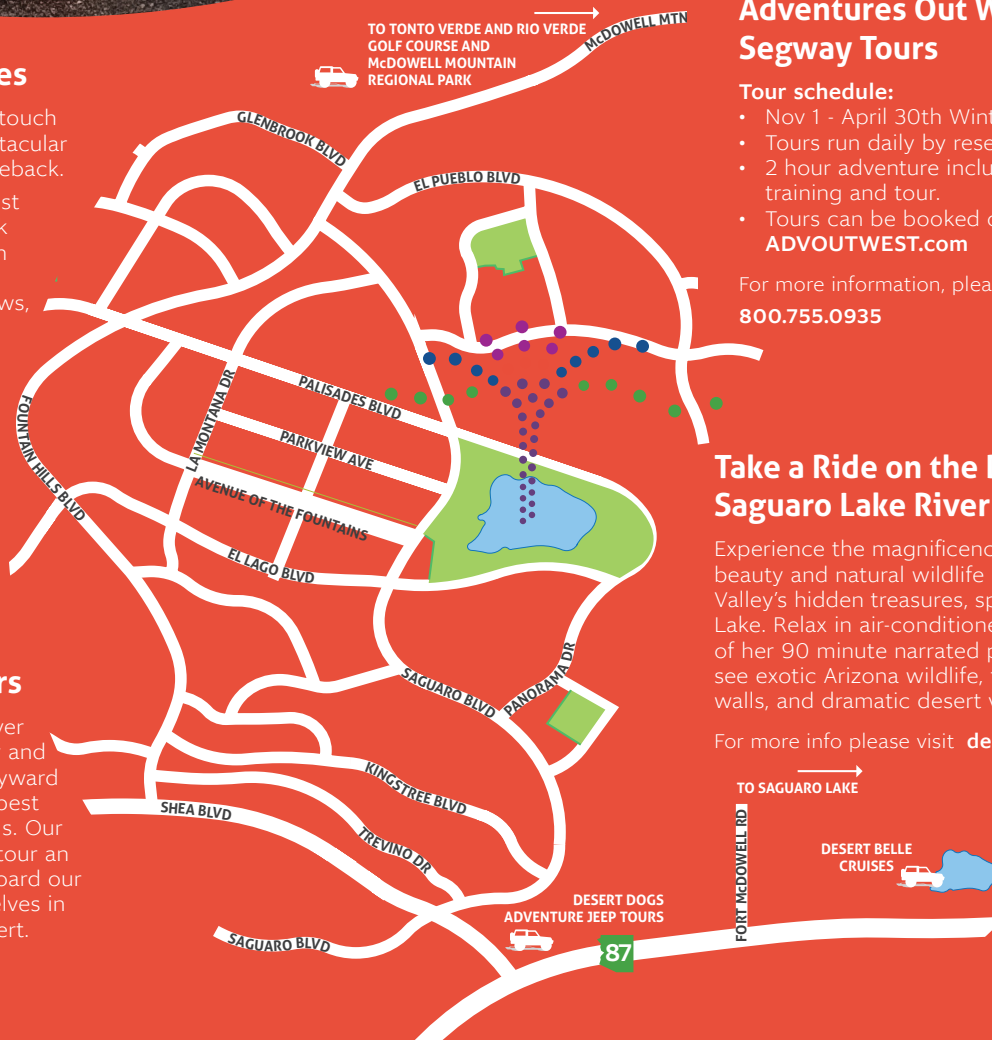 es
touch
tacular
eback.
st
k
n
ws,
rs
ver
and
yward
best
s. Our
tour an
oard our
elves in
ert.
TO TONTO VERDE AND RIO VERDE
GOLF COURSE AND
McDOWELL MOUNTAIN
REGIONAL PARK
McDOWELL MTN
GLENBROOK BLVD
EL PUEBLO BLVD
PALISADES BLVD
LA MONTANA DR
PARKVIEW AVE
AVENUE OF THE FOUNTAINS
FOUNTAIN HILLS BLVD
EL LAGO BLVD
SAGUARO BLVD
PANORAMA DR
KINGSTREE BLVD
SHEA BLVD
TREVINO DR
SAGUARO BLVD
DESERT DOGS
ADVENTURE JEEP TOURS
87
Adventures Out W
Segway Tours
Tour schedule:
• Nov 1 - April 30th Wint
• Tours run daily by rese
• 2 hour adventure inclu
training and tour.
• Tours can be booked o
ADVOUTWEST.com
For more information, plea
800.755.0935
Take a Ride on the
Saguaro Lake River
Experience the magnificenc
beauty and natural wildlife
Valley's hidden treasures, sp
Lake. Relax in air-conditione
of her 90 minute narrated p
see exotic Arizona wildlife,
walls, and dramatic desert v
For more info please visit de
TO SAGUARO LAKE
FORT McDOWELL RD
DESERT BELLE
CRUISES